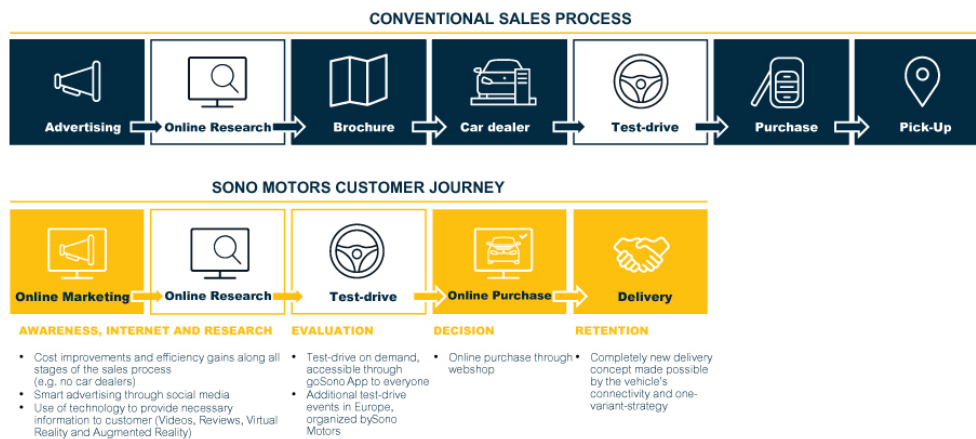 CONVENTIONAL SALES PROCESS
Advertising
Online Research
Brochure
Car dealer
Test-drive
Purchase
Pick-Up
SONO MOTORS CUSTOMER JOURNEY
Online Marketing
Online Research
Test-drive
Online Purchase
Delivery
AWARENESS, INTERNET AND RESEARCH
• Cost improvements and efficiency gains along all
stages of the sales process
(e.g. no car dealers)
• Smart advertising through social media
• Use of technology to provide necessary
information to customer (Videos, Reviews, Virtual
Reality and Augmented Reality)
EVALUATION
• Test-drive on demand,
accessible through
goSono App to everyone
• Additional test-drive
events in Europe,
organized bySono
Motors
DECISION
• Online purchase through
webshop
RETENTION
• Completely new delivery
concept made possible
by the vehicle's
connectivity and one-
variant-strategy